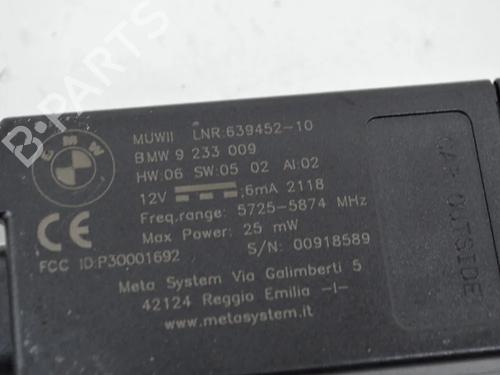 B-PARTS
BMW
MUWII LNR:639452-10
BMW 9 233 009
HW:06 SW:05 02 AI:02
12V ;6mA 2118
Freq.range: 5725-5874 MHz
Max Power: 25 mW
CE
FCC ID:P30001692
S/N: 00918589
Meta System Via Galimberti 5
42124 Reggio Emilia -I-
www.metasystem.it
CAR OUTSIDE